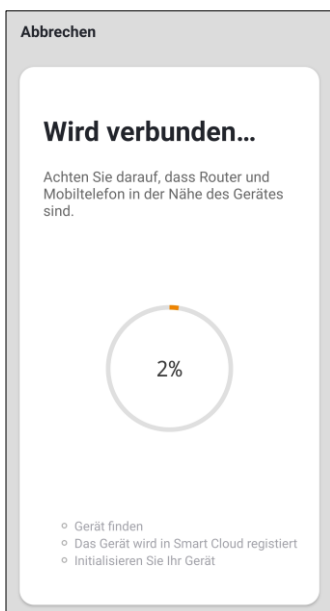 Abbrechen
Wird verbunden...
Achten Sie darauf, dass Router und
Mobiltelefon in der Nähe des Gerätes
sind.
2%
Gerät finden
Das Gerät wird in Smart Cloud registiert
Initialisieren Sie Ihr Gerät